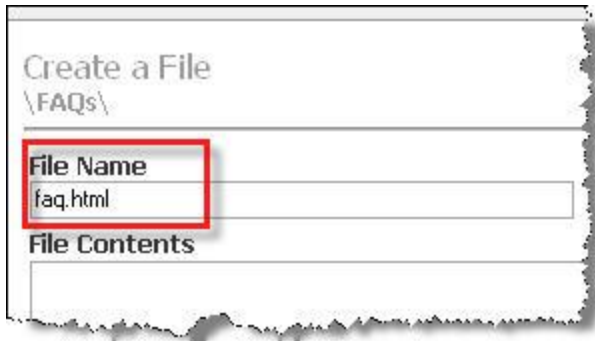 Create a File
\FAQs\
File Name
faq.html
File Contents